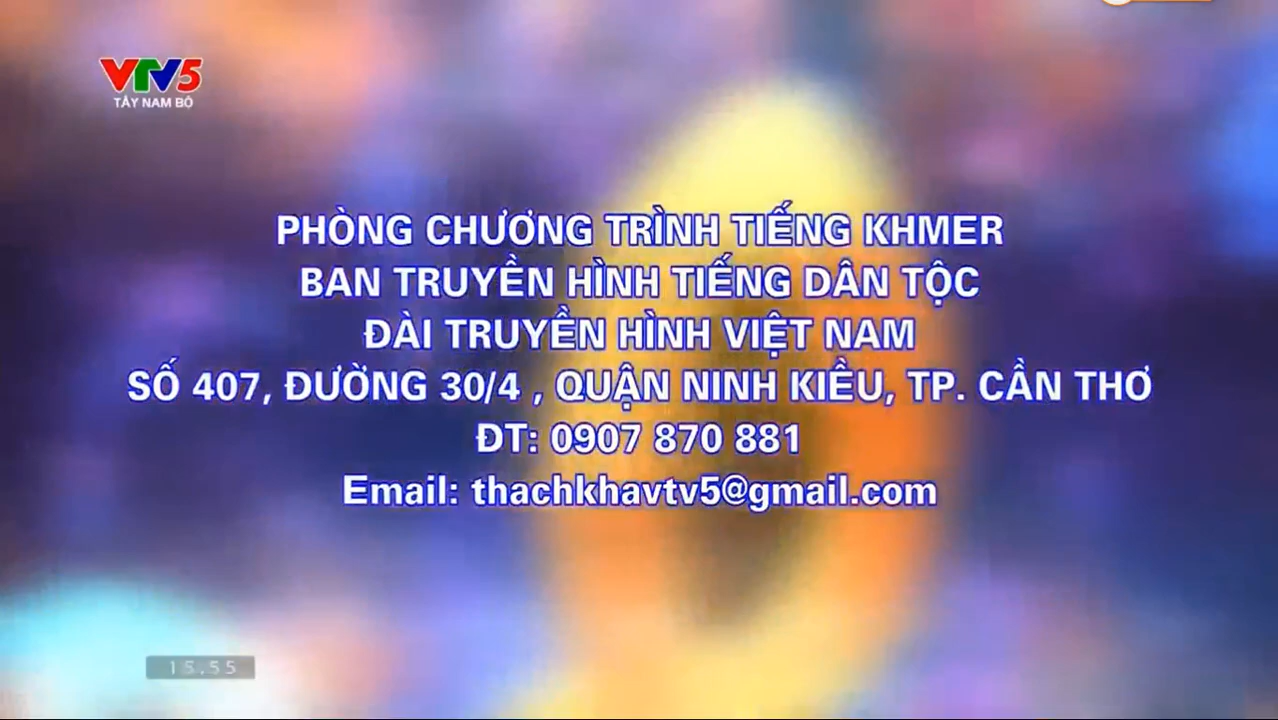 VTV5
TÂY NAM BỘ
PHÒNG CHƯƠNG TRÌNH TIẾNG KHMER
BAN TRUYỀN HÌNH TIẾNG DÂN TỘC
ĐÀI TRUYỀN HÌNH VIỆT NAM
SỐ 407, ĐƯỜNG 30/4 , QUẬN NINH KIỀU, TP. CẦN THƠ
ĐT: 0907 870 881
Email: thachkhavtv5@gmail.com
15:55